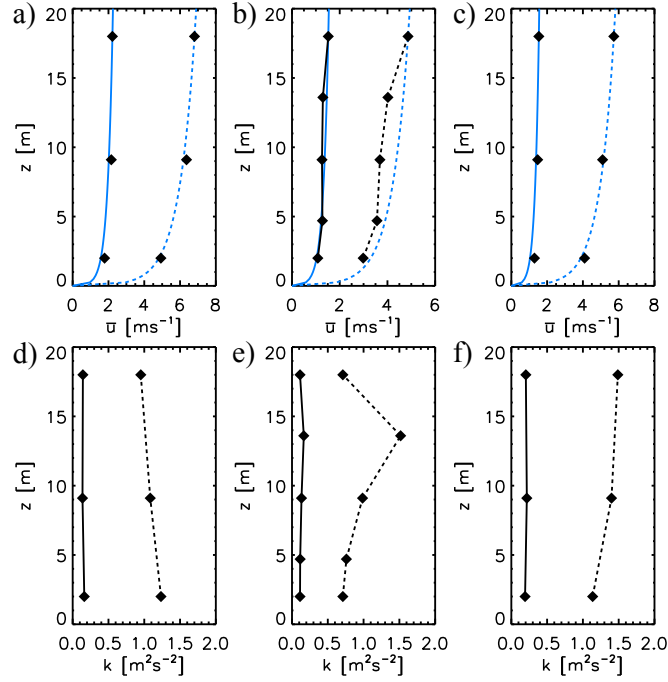 a) b) c)
20 20 20
15 15 15
z [m] z [m] z [m]
10 10 10
5 5 5
0 0 0
0 2 4 6 8 0 2 4 6 0 2 4 6 8
u̅ [ms⁻¹] u̅ [ms⁻¹] u̅ [ms⁻¹]
d) e) f)
20 20 20
15 15 15
z [m] z [m] z [m]
10 10 10
5 5 5
0 0 0
0.0 0.5 1.0 1.5 2.0 0.0 0.5 1.0 1.5 2.0 0.0 0.5 1.0 1.5 2.0
k [m²s⁻²] k [m²s⁻²] k [m²s⁻²]